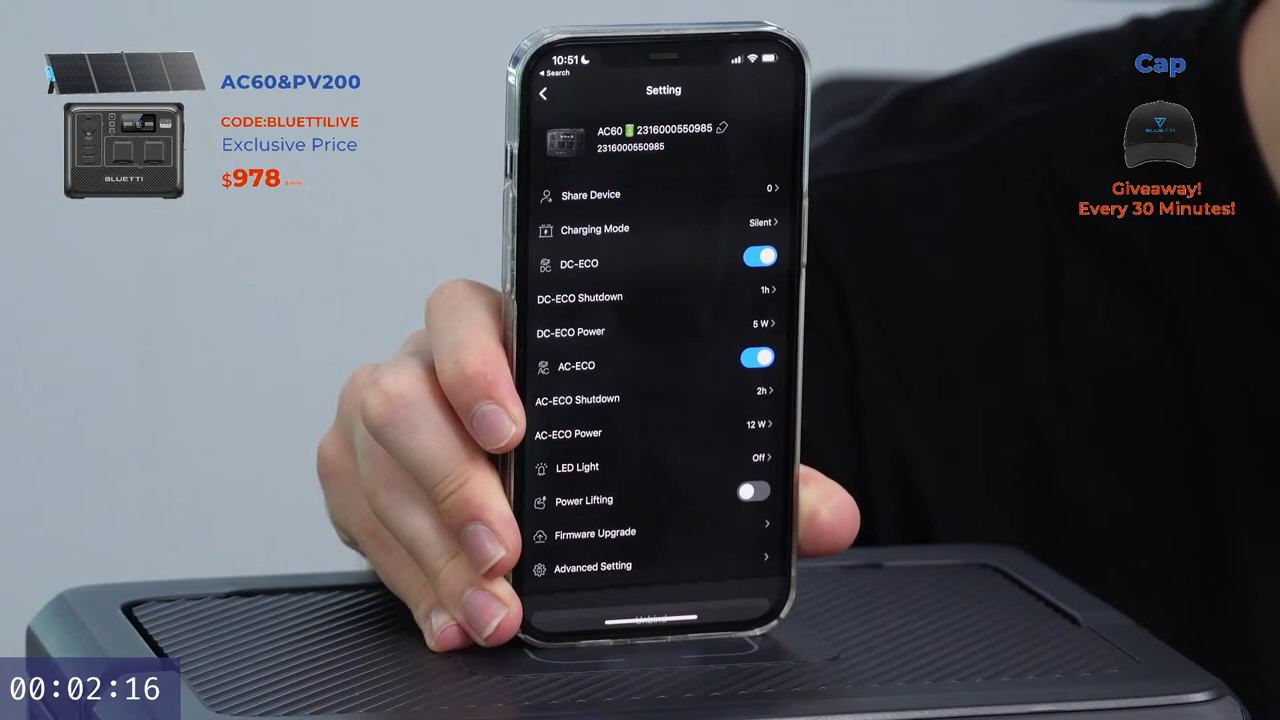 AC60&PV200
CODE:BLUETTILIVE
Exclusive Price
$978
BLUETTI
Cap
BLUETTI
Giveaway!
Every 30 Minutes!
10:51
Search
Setting
AC60 2316000550985
2316000550985
Share Device 0
Charging Mode Silent
DC-ECO
DC-ECO Shutdown 1h
DC-ECO Power 5 W
AC-ECO
AC-ECO Shutdown 2h
AC-ECO Power 12 W
LED Light Off
Power Lifting
Firmware Upgrade
Advanced Setting
Unbind
00:02:16